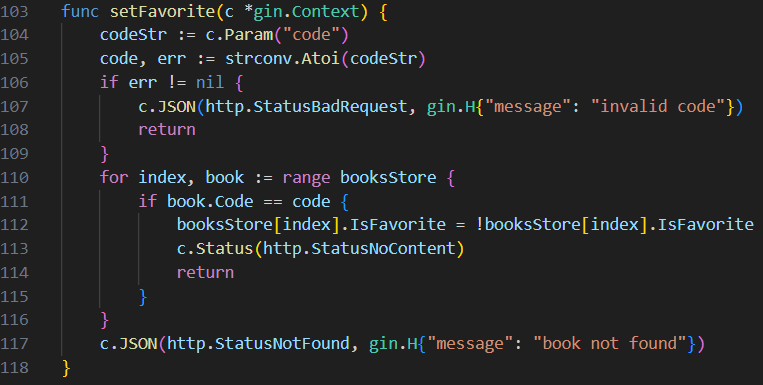 103 func setFavorite(c *gin.Context) {
104     codeStr := c.Param("code")
105     code, err := strconv.Atoi(codeStr)
106     if err != nil {
107         c.JSON(http.StatusBadRequest, gin.H{"message": "invalid code"})
108         return
109     }
110     for index, book := range booksStore {
111         if book.Code == code {
112             booksStore[index].IsFavorite = !booksStore[index].IsFavorite
113             c.Status(http.StatusNoContent)
114             return
115         }
116     }
117     c.JSON(http.StatusNotFound, gin.H{"message": "book not found"})
118 }